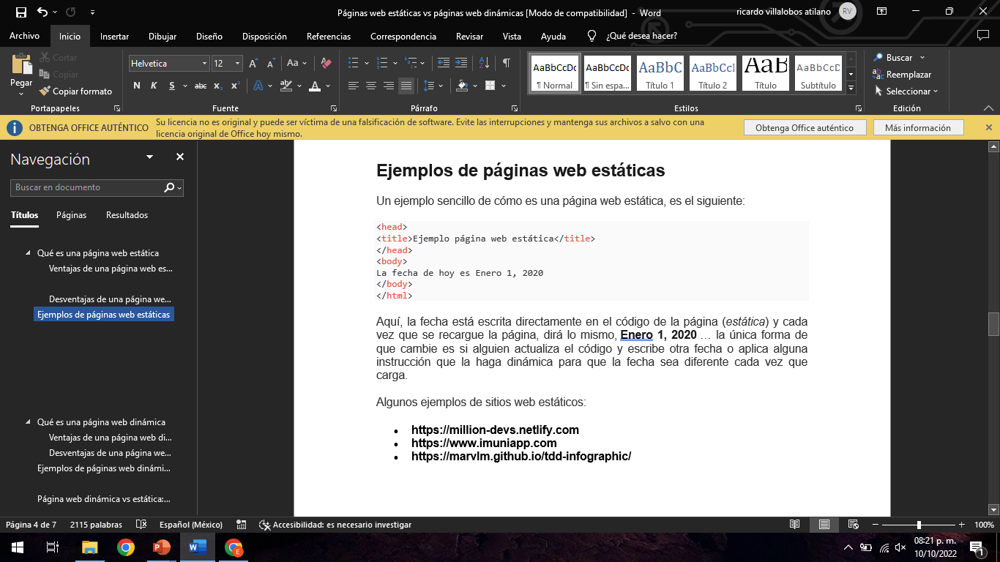 Páginas web estáticas vs páginas web dinámicas [Modo de compatibilidad] - Word
ricardo villalobos atilano
RV
Archivo Inicio Insertar Dibujar Diseño Disposición Referencias Correspondencia Revisar Vista Ayuda ¿Qué desea hacer?
Pegar
Cortar
Copiar
Copiar formato
Portapapeles
Helvetica 12
N K S abc x₂ x²
Fuente
Párrafo
AaBbCcDc AaBbCcDc AaBbC AaBbCcI AaB AaBbCcD
¶ Normal ¶ Sin espa... Título 1 Título 2 Título Subtítulo
Estilos
Buscar
Reemplazar
Seleccionar
Edición
OBTENGA OFFICE AUTÉNTICO
Su licencia no es original y puede ser víctima de una falsificación de software. Evite las interrupciones y mantenga sus archivos a salvo con una
licencia original de Office hoy mismo.
Obtenga Office auténtico
Más información
Navegación
Buscar en documento
Títulos Páginas Resultados
Qué es una página web estática
Ventajas de una página web es...
Desventajas de una página we...
Ejemplos de páginas web estáticas
Qué es una página web dinámica
Ventajas de una página web di...
Desventajas de una página we...
Ejemplos de páginas web dinámi...
Página web dinámica vs estática:...
Ejemplos de páginas web estáticas
Un ejemplo sencillo de cómo es una página web estática, es el siguiente:
<head>
<title>Ejemplo página web estática</title>
</head>
<body>
La fecha de hoy es Enero 1, 2020
</body>
</html>
Aquí, la fecha está escrita directamente en el código de la página (estática) y cada
vez que se recargue la página, dirá lo mismo, Enero 1, 2020 … la única forma de
que cambie es si alguien actualiza el código y escribe otra fecha o aplica alguna
instrucción que la haga dinámica para que la fecha sea diferente cada vez que
carga.
Algunos ejemplos de sitios web estáticos:
• https://million-devs.netlify.com
• https://www.imuniapp.com
• https://marvlm.github.io/tdd-infographic/
Página 4 de 7 2115 palabras Español (México) Accesibilidad: es necesario investigar 100%
08:21 p. m.
10/10/2022
1